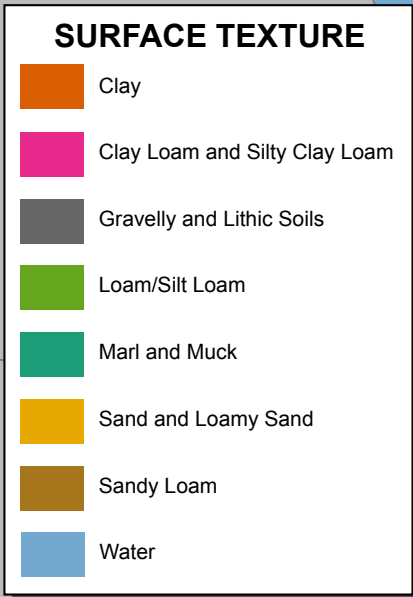 SURFACE TEXTURE
Clay
Clay Loam and Silty Clay Loam
Gravelly and Lithic Soils
Loam/Silt Loam
Marl and Muck
Sand and Loamy Sand
Sandy Loam
Water